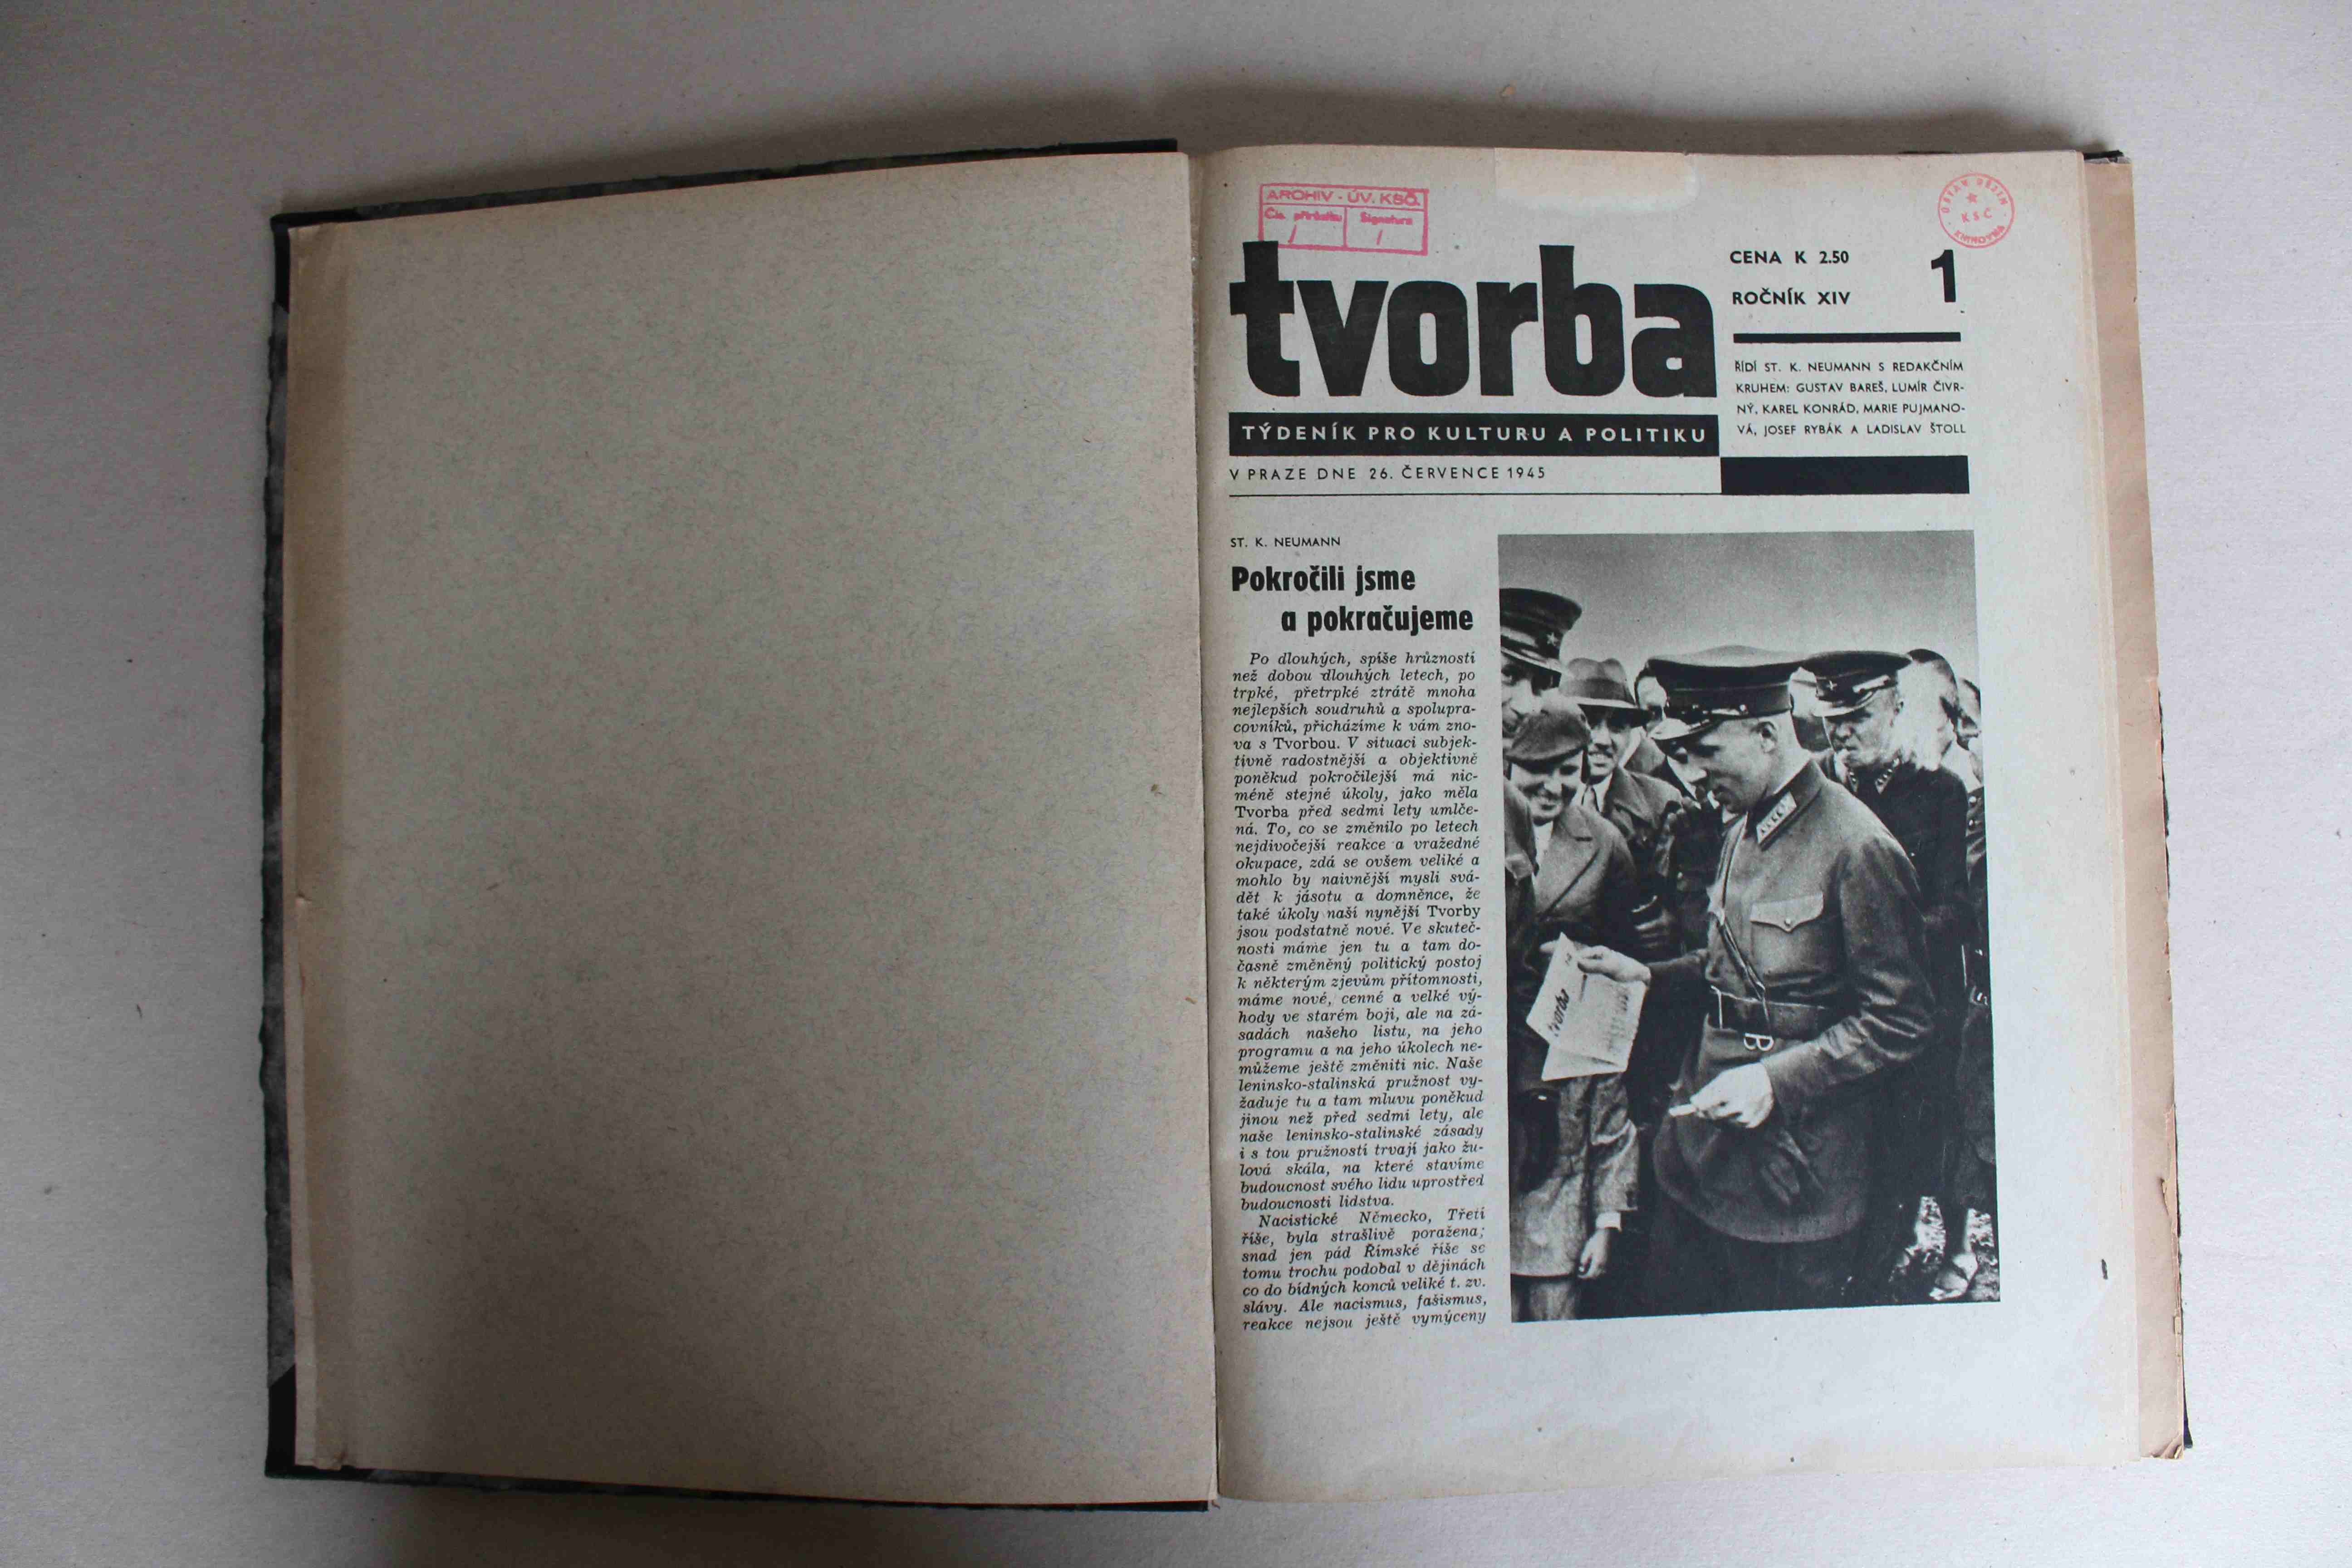 ARCHIV - ÚV. KSČ.
Čís. přírůstku
Signatura
ÚSTAV DĚJIN
KSČ
KNIHOVNA
tvorba
TÝDENÍK PRO KULTURU A POLITIKU
V PRAZE DNE 26. ČERVENCE 1945
CENA K 2.50
1
ROČNÍK XIV
ŘÍDÍ ST. K. NEUMANN S REDAKČNÍM
KRUHEM: GUSTAV BAREŠ, LUMÍR ČIVR-
NÝ, KAREL KONRÁD, MARIE PUJMANO-
VÁ, JOSEF RYBÁK A LADISLAV ŠTOLL
ST. K. NEUMANN
Pokročili jsme
a pokračujeme
Po dlouhých, spíše hrůzností
než dobou dlouhých letech, po
trpké, přetrpké ztrátě mnoha
nejlepších soudruhů a spolupra-
covníků, přicházíme k vám zno-
va s Tvorbou. V situaci subjek-
tivně radostnější a objektivně
poněkud pokročilejší má nic-
méně stejné úkoly, jako měla
Tvorba před sedmi lety umlče-
ná. To, co se změnilo po letech
nejdivočejší reakce a vražedné
okupace, zdá se ovšem veliké a
mohlo by naivnější mysli svá-
dět k jásotu a domněnce, že
také úkoly naší nynější Tvorby
jsou podstatně nové. Ve skuteč-
nosti máme jen tu a tam do-
časně změněný politický postoj
k některým zjevům přítomnosti,
máme nové, cenné a velké vý-
hody ve starém boji, ale na zá-
sadách našeho listu, na jeho
programu a na jeho úkolech ne-
můžeme ještě změniti nic. Naše
leninsko-stalinská pružnost vy-
žaduje tu a tam mluvu poněkud
jinou než před sedmi lety, ale
naše leninsko-stalinské zásady
i s tou pružností trvají jako žu-
lová skála, na které stavíme
budoucnost svého lidu uprostřed
budoucnosti lidstva.
Nacistické Německo, Třetí
říše, byla strašlivě poražena;
snad jen pád Římské říše se
tomu trochu podobal v dějinách
co do bídných konců veliké t. zv.
slávy. Ale nacismus, fašismus,
reakce nejsou ještě vymýceny
tvorba